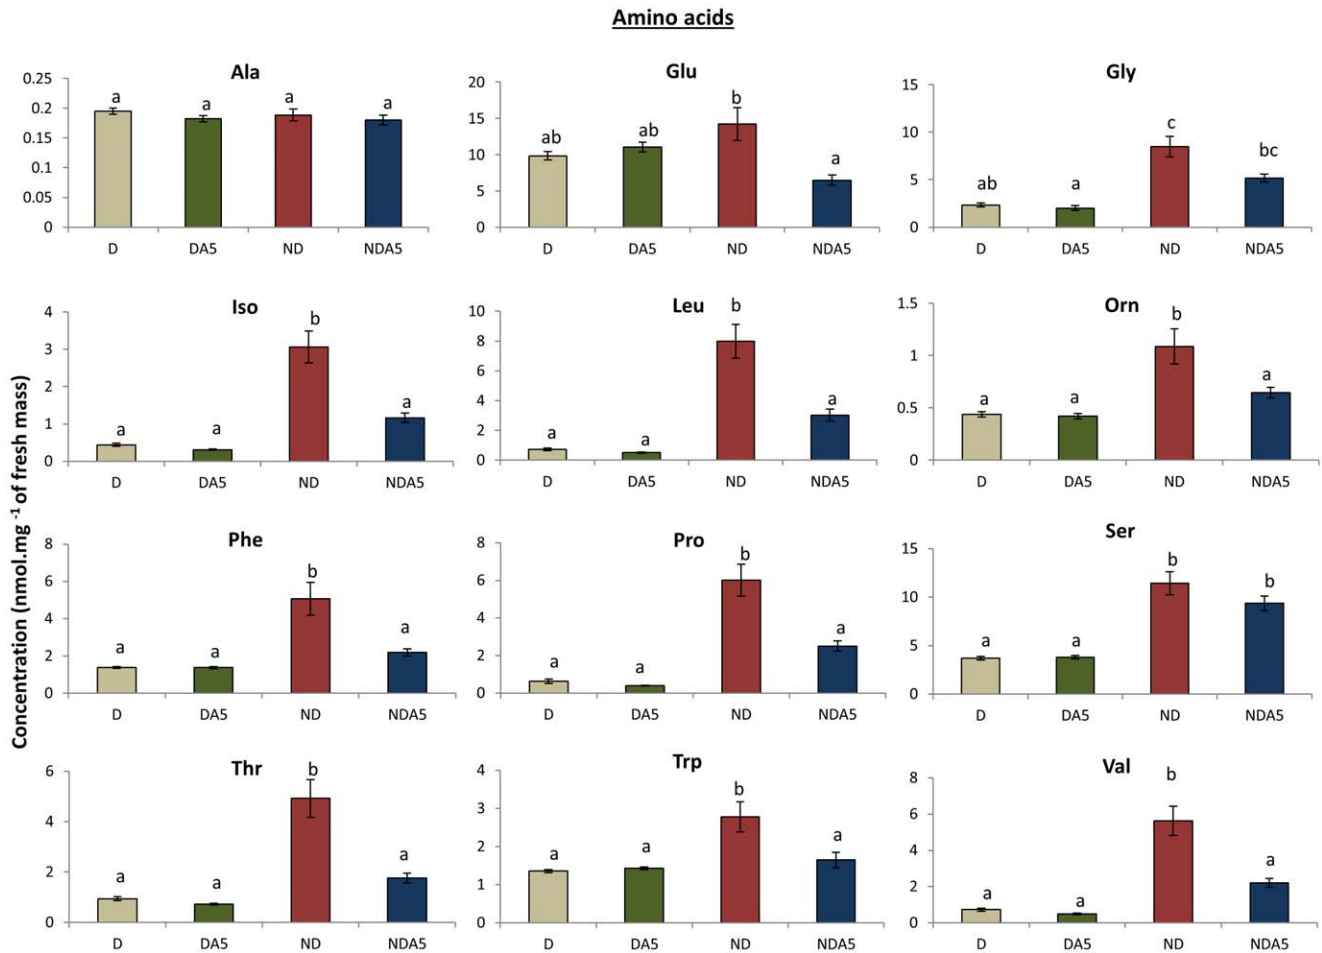 Amino acids
Concentration (nmol.mg -1 of fresh mass)
Ala
0.25
0.2
0.15
0.1
0.05
0
a a a a
D DA5 ND NDA5
Glu
20
15
10
5
0
ab ab b a
D DA5 ND NDA5
Gly
15
10
5
0
ab a c bc
D DA5 ND NDA5
Iso
4
3
2
1
0
a a b a
D DA5 ND NDA5
Leu
10
8
6
4
2
0
a a b a
D DA5 ND NDA5
Orn
1.5
1
0.5
0
a a b a
D DA5 ND NDA5
Phe
8
6
4
2
0
a a b a
D DA5 ND NDA5
Pro
8
6
4
2
0
a a b a
D DA5 ND NDA5
Ser
15
10
5
0
a a b b
D DA5 ND NDA5
Thr
6
4
2
0
a a b a
D DA5 ND NDA5
Trp
4
3
2
1
0
a a b a
D DA5 ND NDA5
Val
8
6
4
2
0
a a b a
D DA5 ND NDA5